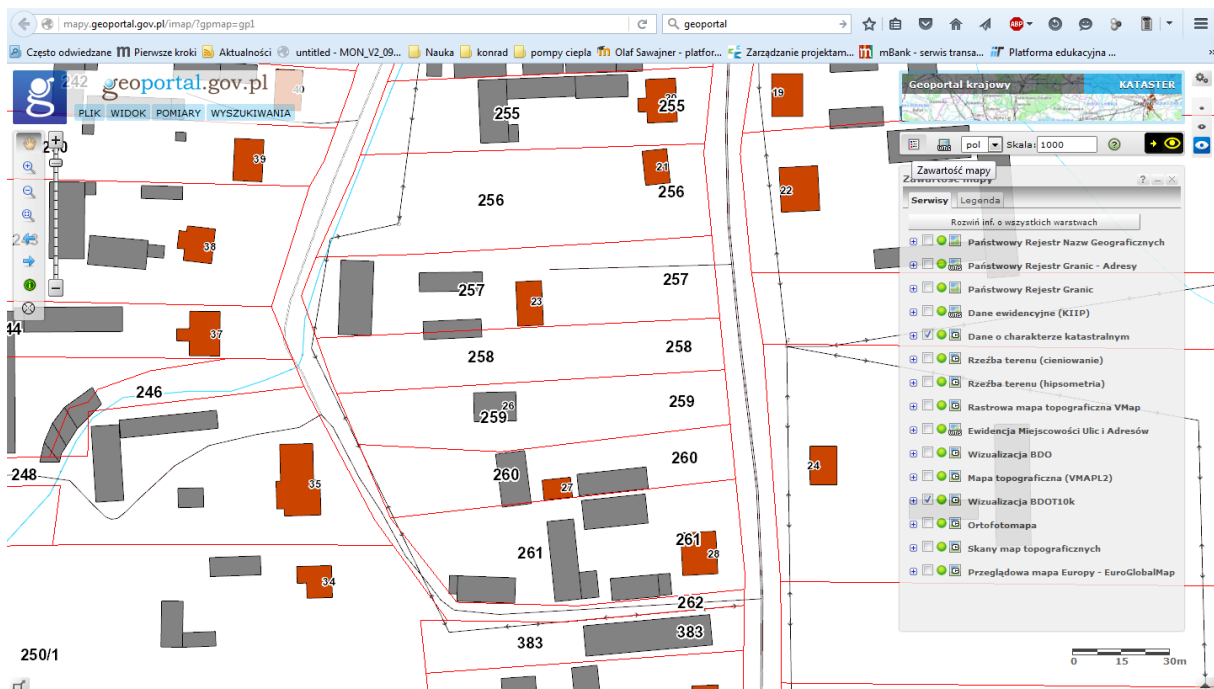 mapy.geoportal.gov.pl/imap/?gpmap=gp1
geoportal
ABP
Często odwiedzane
Pierwsze kroki
Aktualności
untitled - MON_V2_09...
Nauka
konrad
pompy ciepla
Olaf Sawajner - platfor...
Zarządzanie projektam...
mBank - serwis transa...
Platforma edukacyjna ...
geoportal.gov.pl
PLIK WIDOK POMIARY WYSZUKIWANIA
Geoportal krajowy
KATASTER
pol
Skala: 1000
Zawartość mapy
Zawartość mapy
Serwisy
Legenda
Rozwiń inf. o wszystkich warstwach
Państwowy Rejestr Nazw Geograficznych
Państwowy Rejestr Granic - Adresy
Państwowy Rejestr Granic
Dane ewidencyjne (KIIP)
Dane o charakterze katastralnym
Rzeźba terenu (cieniowanie)
Rzeźba terenu (hipsometria)
Rastrowa mapa topograficzna VMap
Ewidencja Miejscowości Ulic i Adresów
Wizualizacja BDO
Mapa topograficzna (VMAPL2)
Wizualizacja BDOT10k
Ortofotomapa
Skany map topograficznych
Przeglądowa mapa Europy - EuroGlobalMap
242
40
255
255
19
39
21
256
256
22
243
38
257
257
23
44
37
258
258
246
26
259
259
248
35
260
260
27
24
261
261
28
34
262
383
383
250/1
0 15 30m